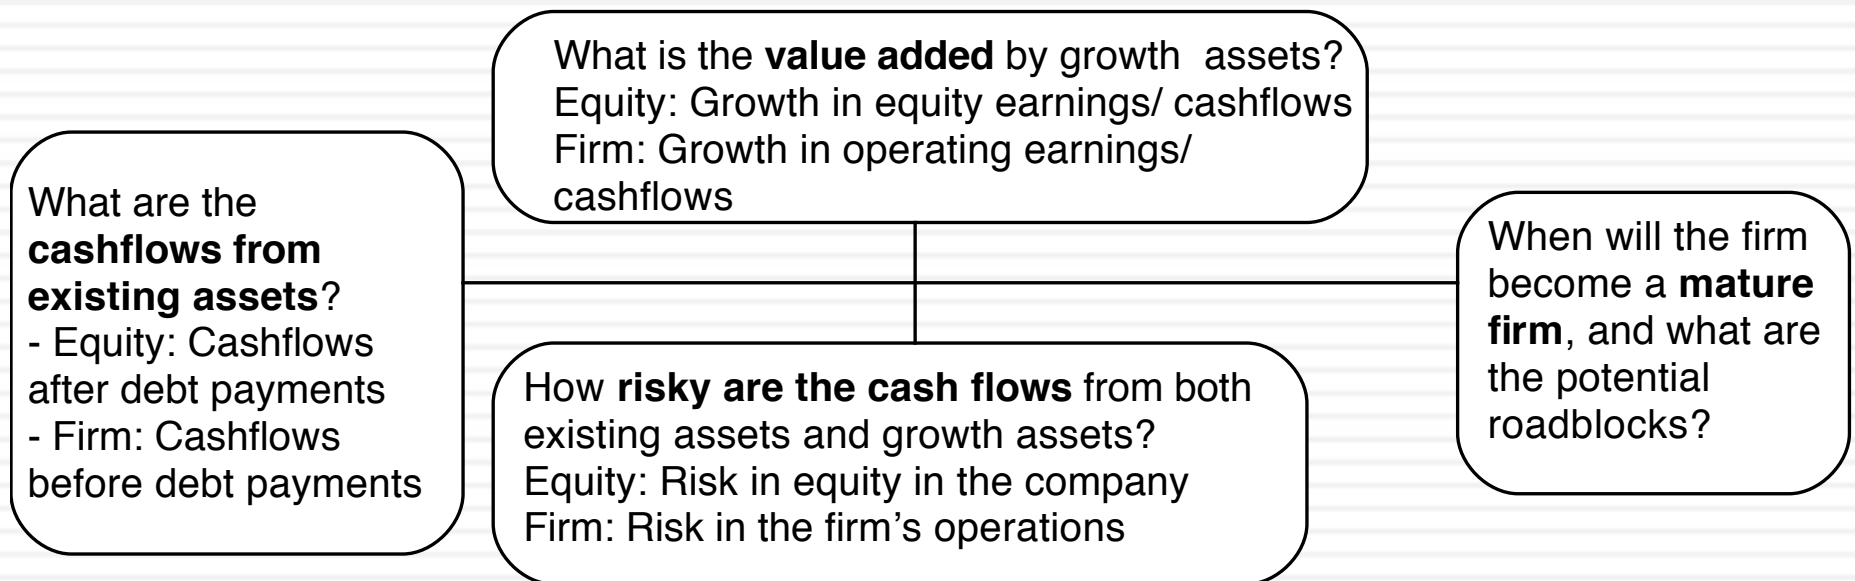 What is the value added by growth  assets?
Equity: Growth in equity earnings/ cashflows
Firm: Growth in operating earnings/
cashflows
What are the
cashflows from
existing assets?
- Equity: Cashflows
after debt payments
- Firm: Cashflows
before debt payments
How risky are the cash flows from both
existing assets and growth assets?
Equity: Risk in equity in the company
Firm: Risk in the firm’s operations
When will the firm
become a mature
firm, and what are
the potential
roadblocks?